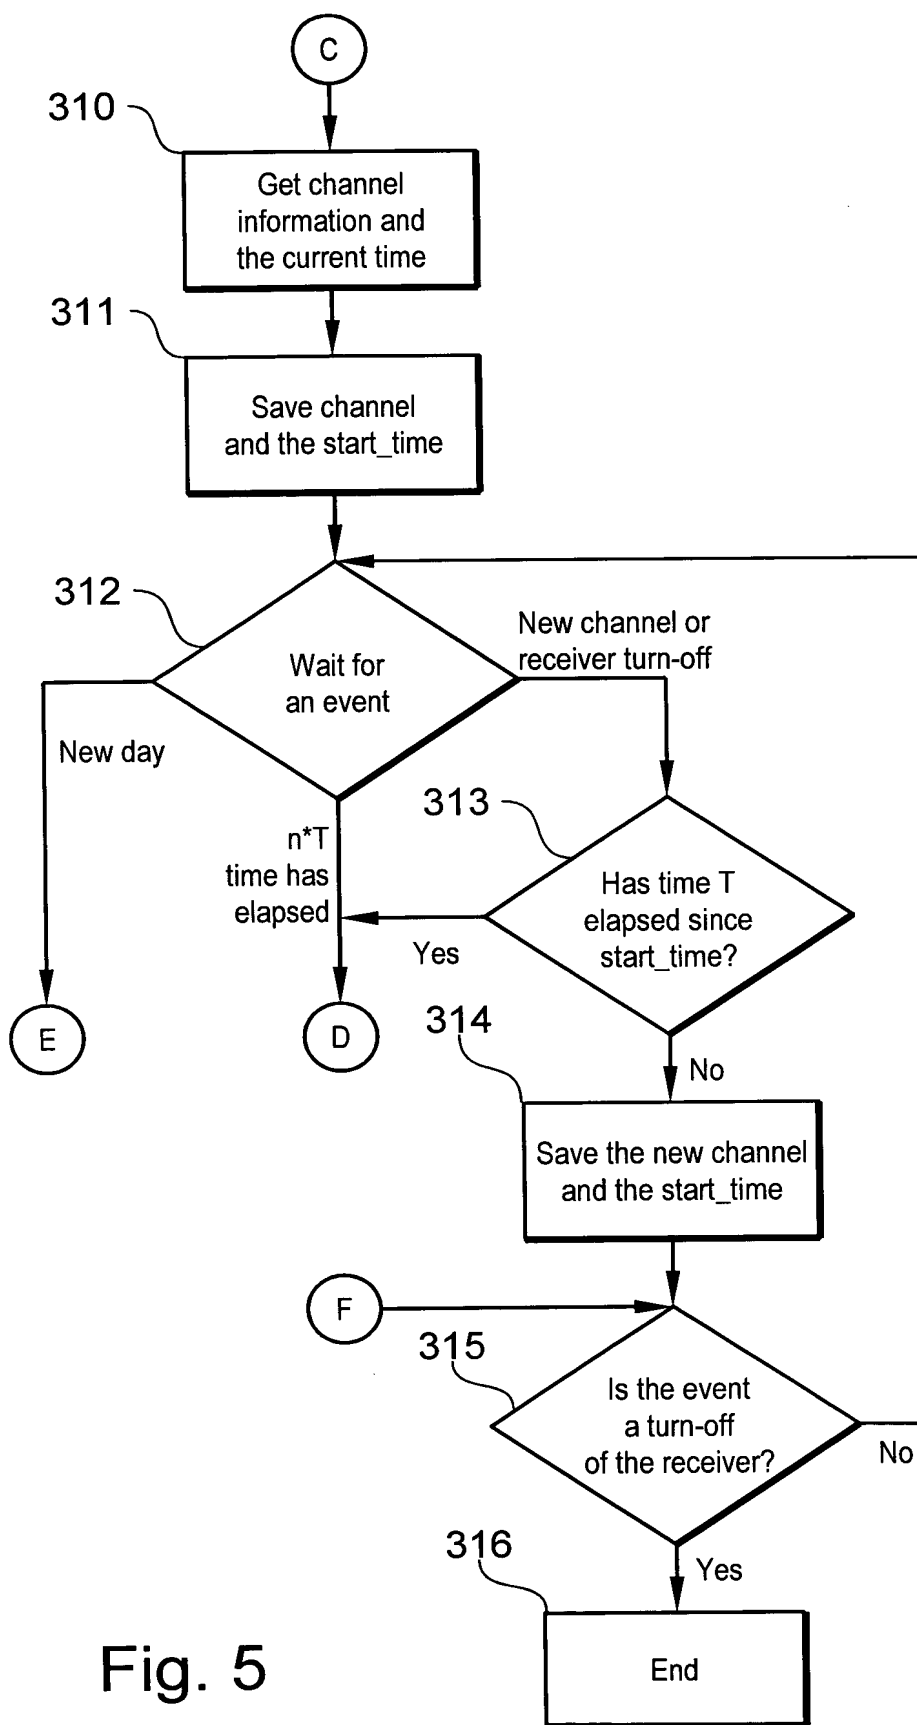 C
310
Get channel
information and
the current time
311
Save channel
and the start_time
312
Wait for
an event
New channel or
receiver turn-off
New day
n*T
time has
elapsed
313
Has time T
elapsed since
start_time?
Yes
E
D
314
No
Save the new channel
and the start_time
F
315
Is the event
a turn-off
of the receiver?
No
316
Yes
End
Fig. 5